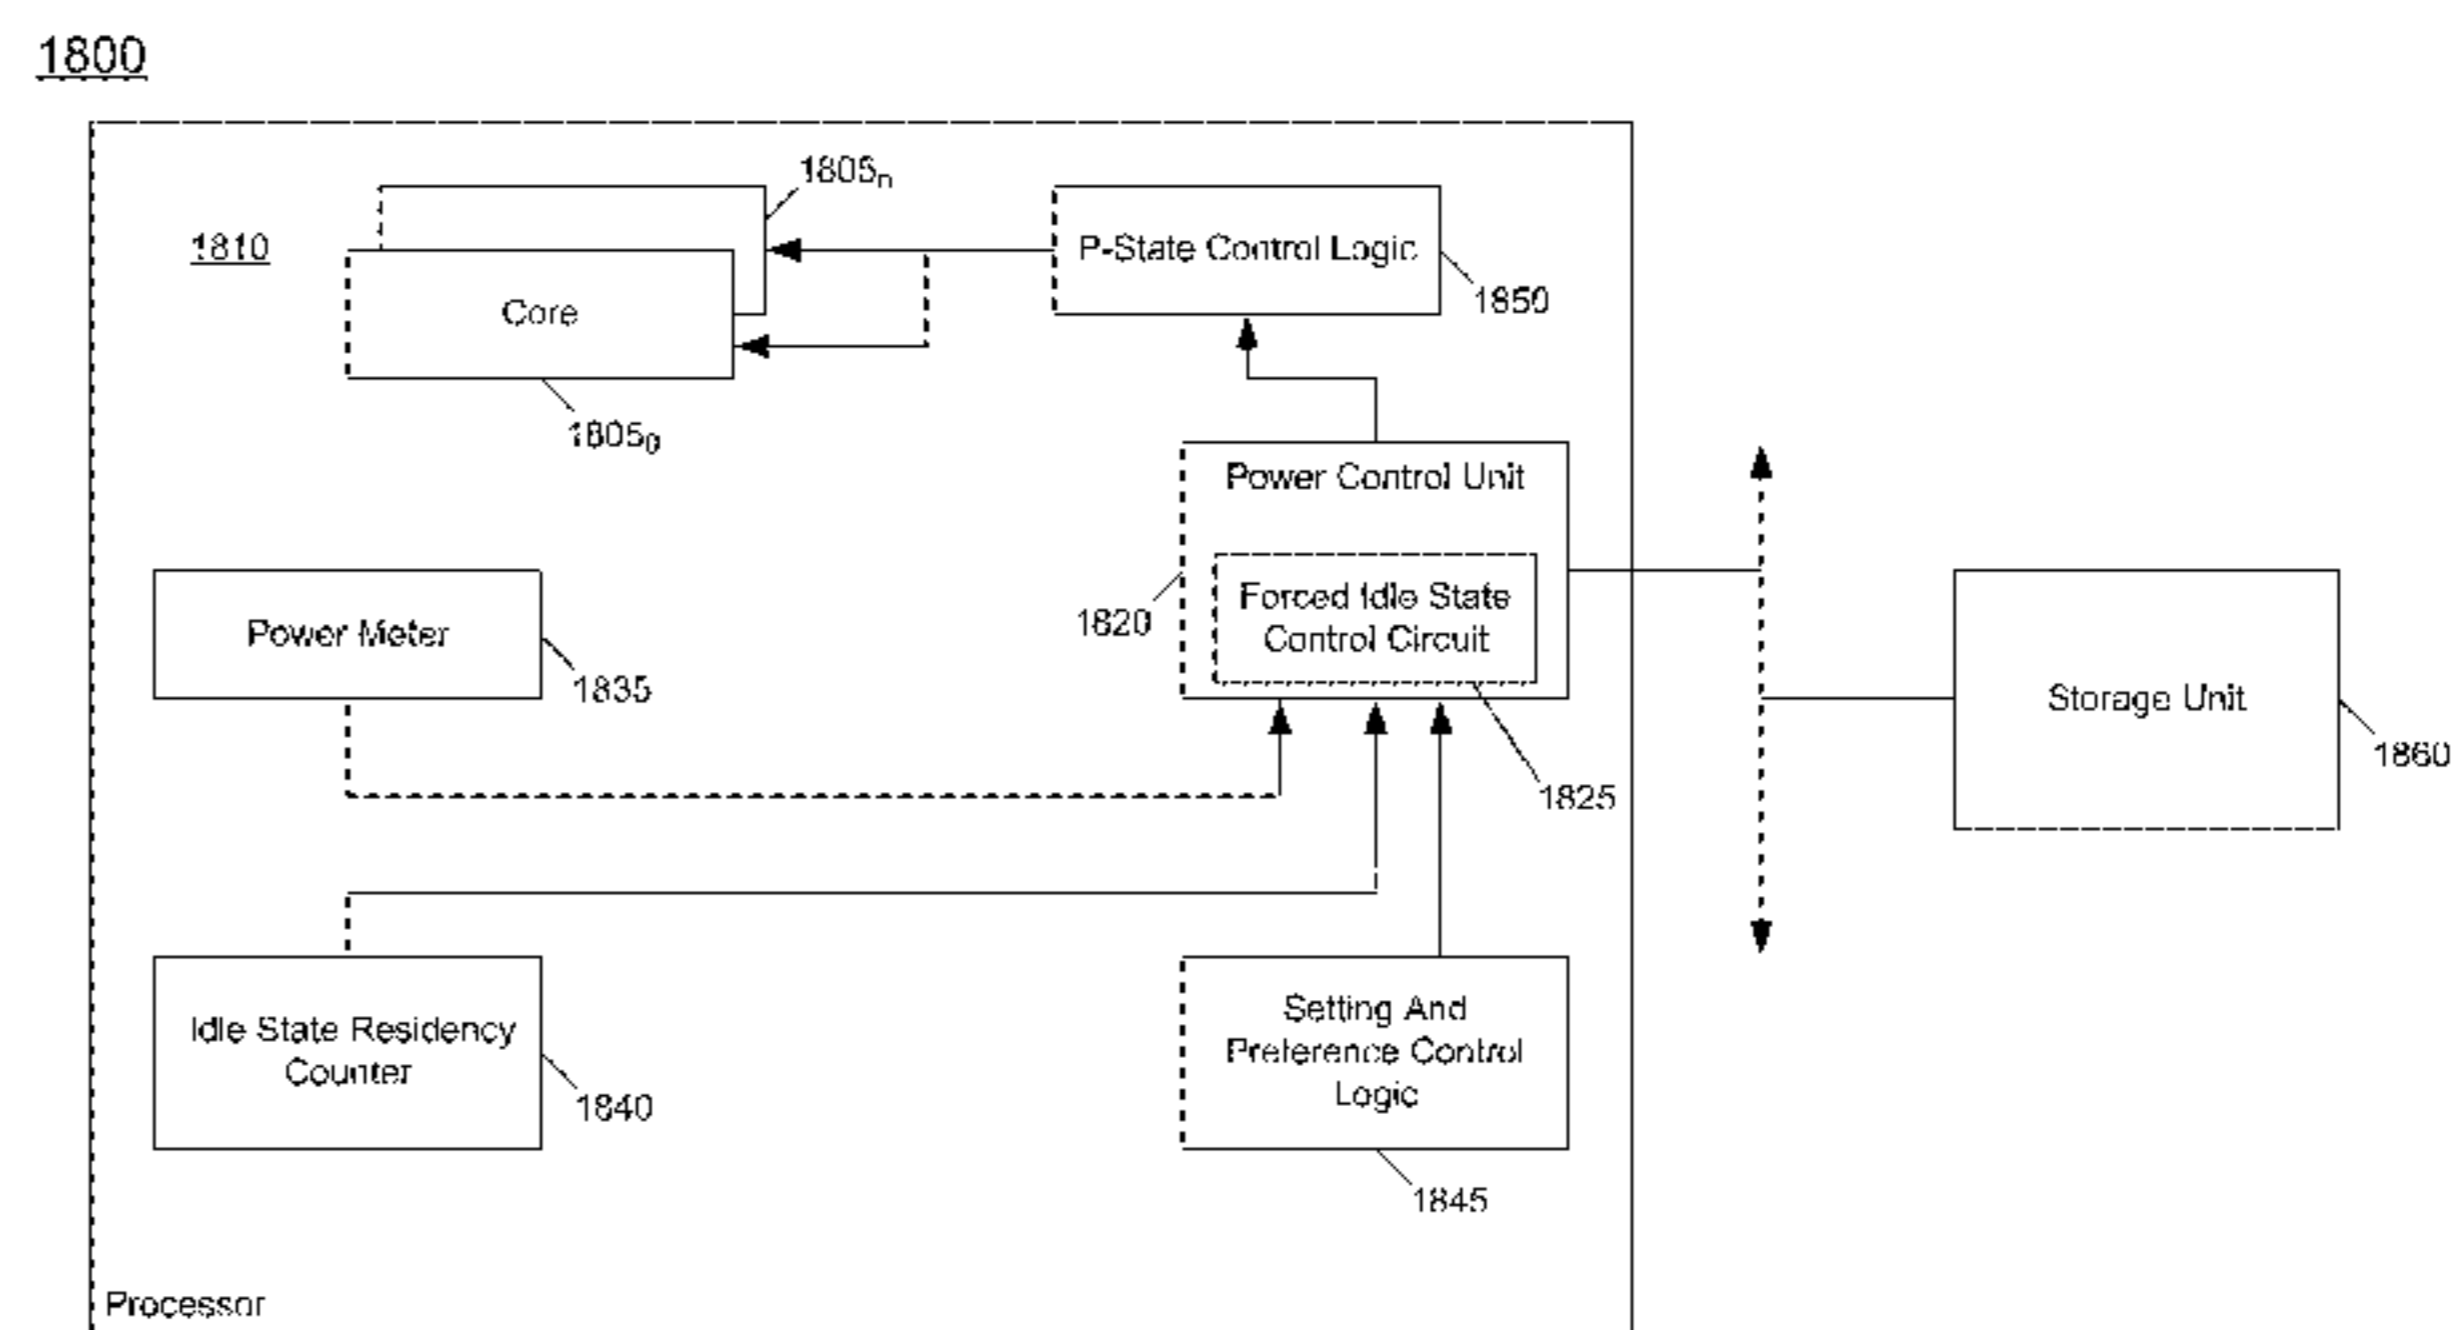 1800
1805n
1810
P-State Control Logic
1850
Core
18050
Power Control Unit
Forced Idle State
Control Circuit
1820
Power Meter
1835
Storage Unit
1860
1825
Idle State Residency
Counter
1840
Setting And
Preference Control
Logic
1845
Processor